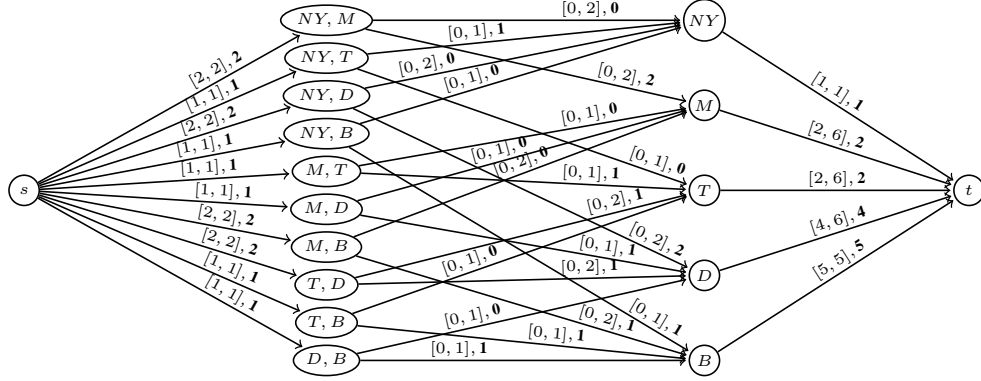 s
[2, 2], 2
[1, 1], 1
[2, 2], 2
[1, 1], 1
[1, 1], 1
[1, 1], 1
[2, 2], 2
[2, 2], 2
[1, 1], 1
[1, 1], 1
NY, M
NY, T
NY, D
NY, B
M, T
M, D
M, B
T, D
T, B
D, B
[0, 2], 0
[0, 1], 1
[0, 2], 0
[0, 1], 0
[0, 2], 2
[0, 1], 0
[0, 1], 0
[0, 2], 0
[0, 1], 0
[0, 1], 1
[0, 2], 1
[0, 1], 0
[0, 2], 2
[0, 1], 1
[0, 2], 1
[0, 1], 0
[0, 2], 1
[0, 1], 1
[0, 1], 1
[0, 1], 1
NY
M
T
D
B
[1, 1], 1
[2, 6], 2
[2, 6], 2
[4, 6], 4
[5, 5], 5
t